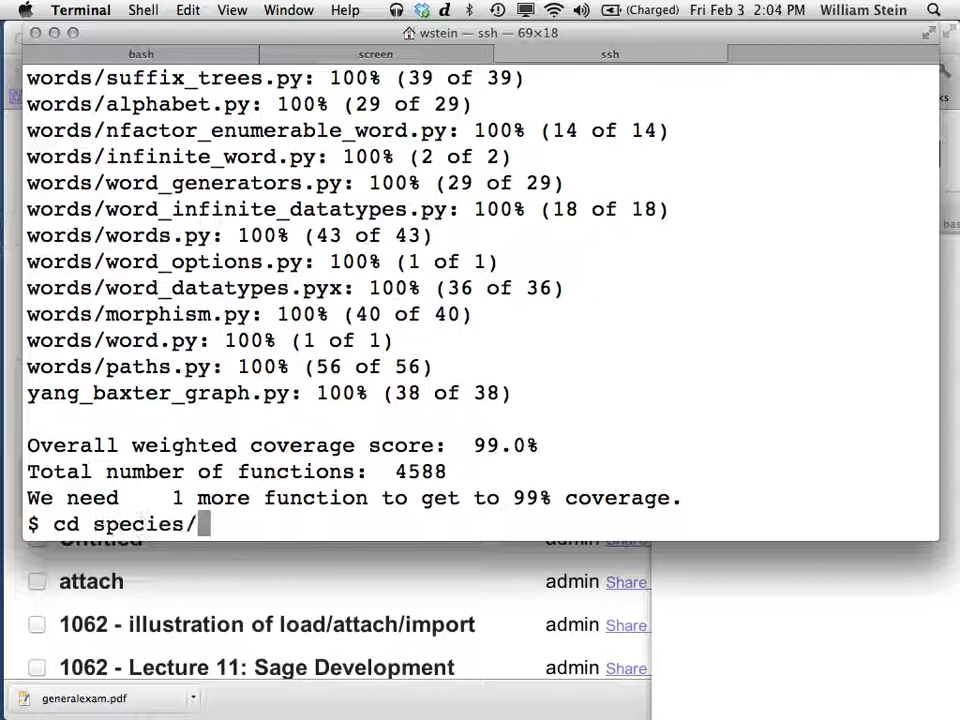 Terminal Shell Edit View Window Help (Charged) Fri Feb 3 2:04 PM William Stein
wstein — ssh — 69×18
bash screen ssh
words/suffix_trees.py: 100% (39 of 39)
words/alphabet.py: 100% (29 of 29)
words/nfactor_enumerable_word.py: 100% (14 of 14)
words/infinite_word.py: 100% (2 of 2)
words/word_generators.py: 100% (29 of 29)
words/word_infinite_datatypes.py: 100% (18 of 18)
words/words.py: 100% (43 of 43)
words/word_options.py: 100% (1 of 1)
words/word_datatypes.pyx: 100% (36 of 36)
words/morphism.py: 100% (40 of 40)
words/word.py: 100% (1 of 1)
words/paths.py: 100% (56 of 56)
yang_baxter_graph.py: 100% (38 of 38)
Overall weighted coverage score: 99.0%
Total number of functions: 4588
We need 1 more function to get to 99% coverage.
$ cd species/
Untitled admin Share
attach admin Share
1062 - illustration of load/attach/import admin Share
1062 - Lecture 11: Sage Development admin Share
generalexam.pdf